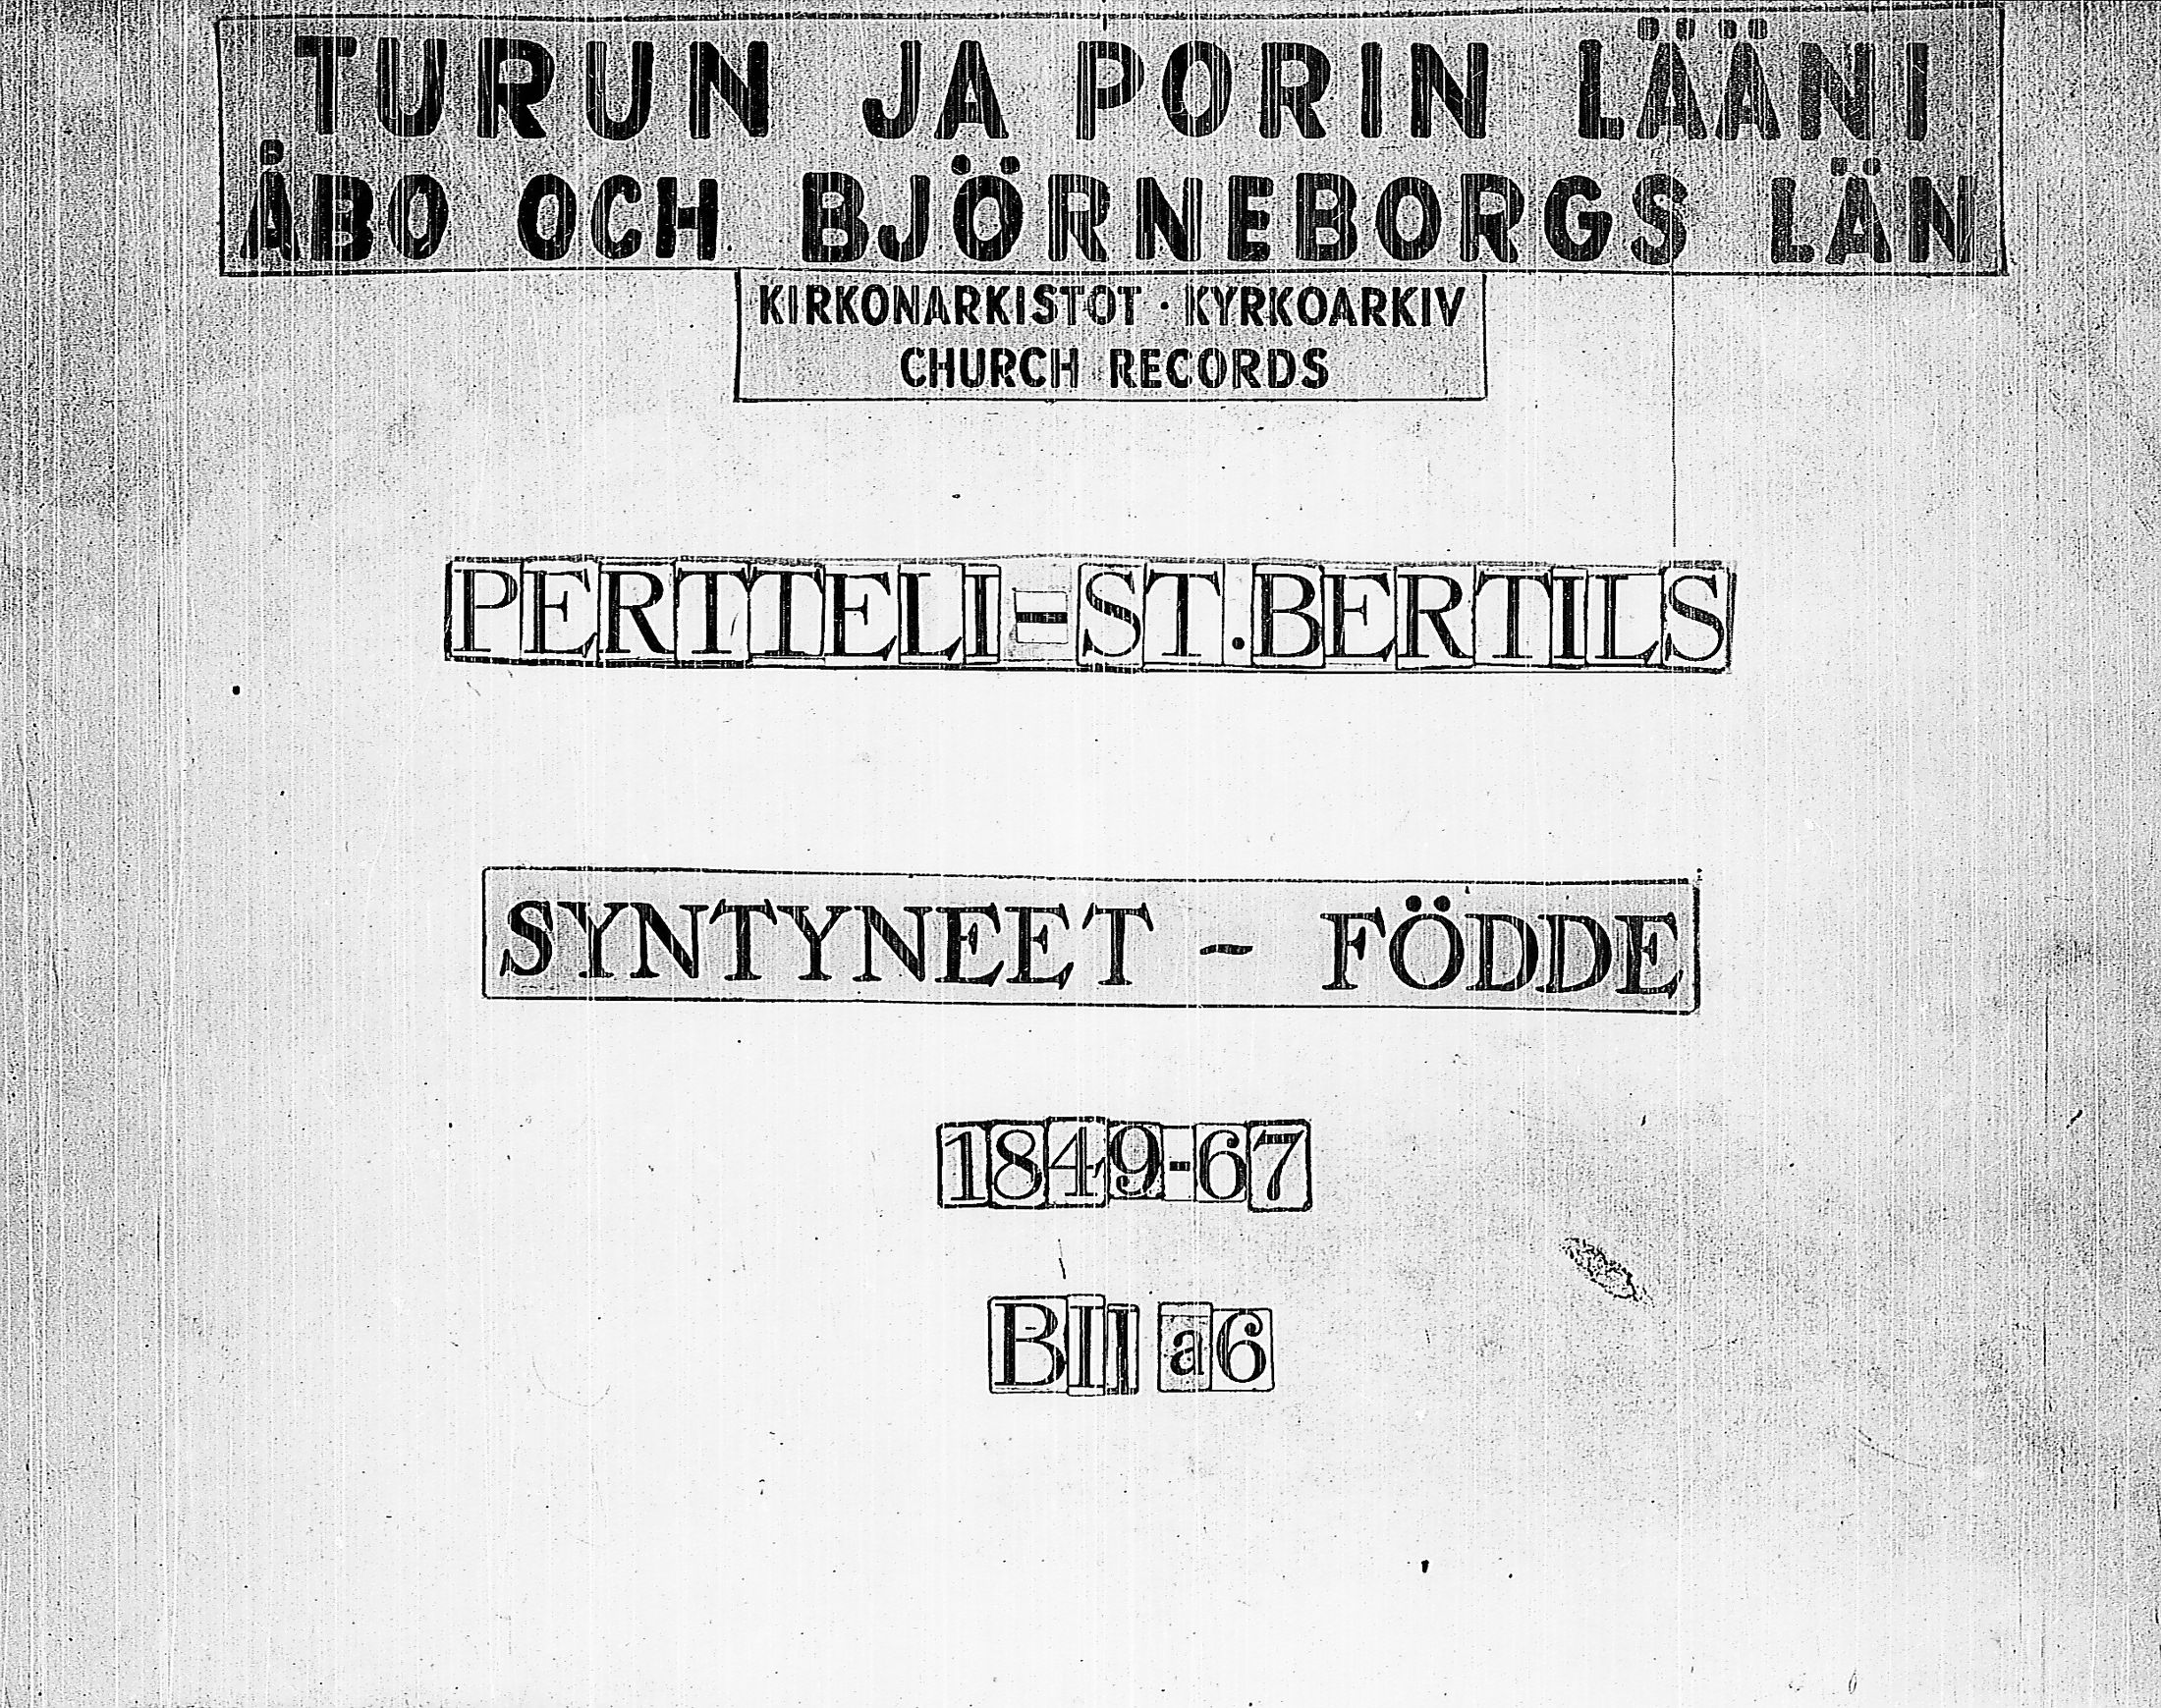 TURUN JA PORIN LÄÄNI
ÅBO OCH BJÖRNEBORGS LÄN
KIRKONARKISTOT · KYRKOARKIV
CHURCH RECORDS
PERTTELI-ST.BERTILS
SYNTYNEET - FÖDDE
1849-67
BII a6